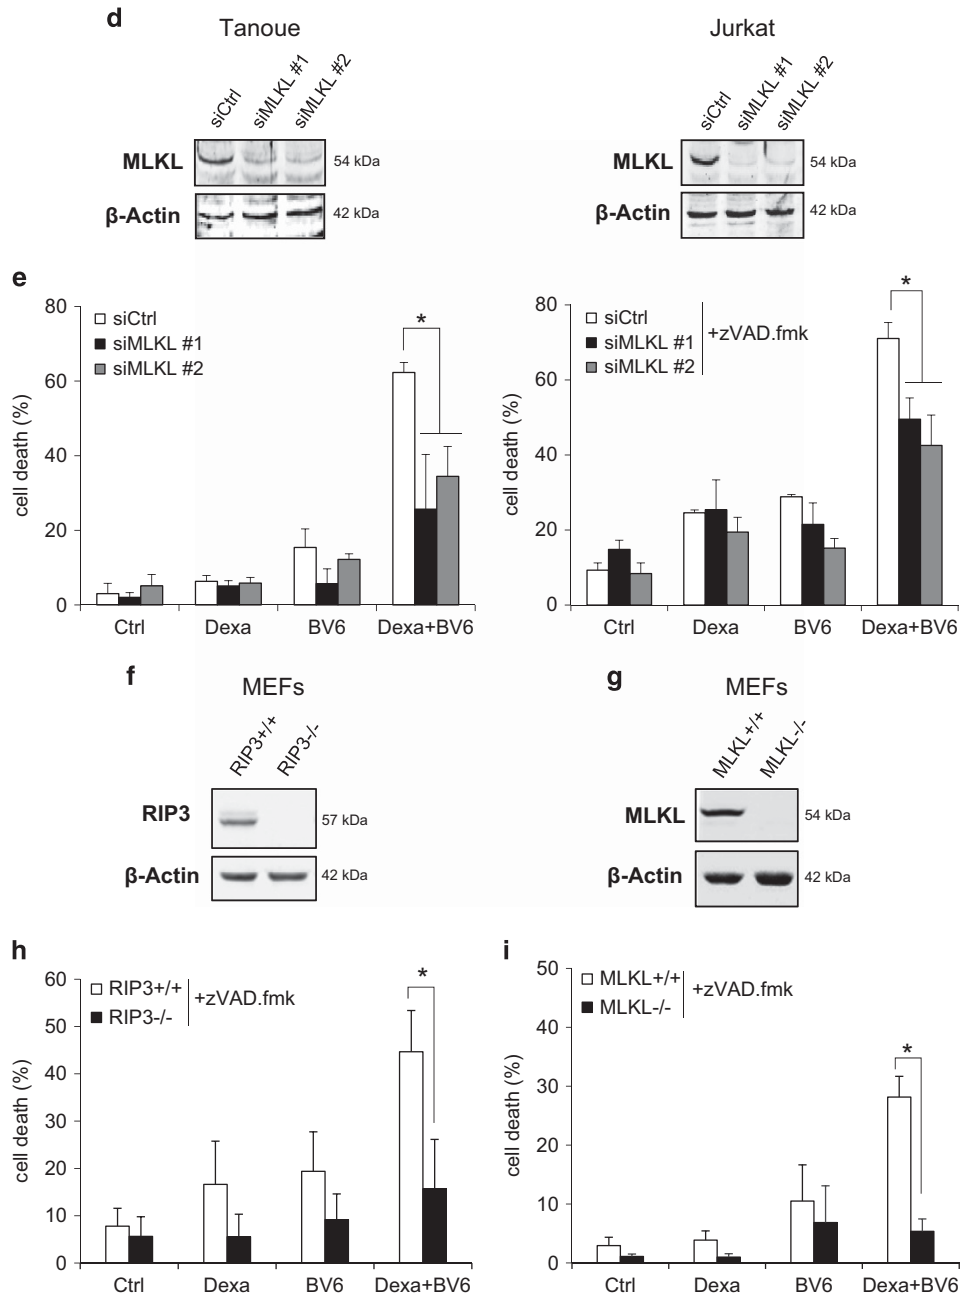 d
Tanoue
Jurkat
siCtrl
siMLKL #1
siMLKL #2
siCtrl
siMLKL #1
siMLKL #2
MLKL
54 kDa
MLKL
54 kDa
β-Actin
42 kDa
β-Actin
42 kDa
e
80
60
40
20
0
cell death (%)
siCtrl
siMLKL #1
siMLKL #2
*
Ctrl
Dexa
BV6
Dexa+BV6
80
60
40
20
0
cell death (%)
siCtrl
siMLKL #1
siMLKL #2
+zVAD.fmk
*
Ctrl
Dexa
BV6
Dexa+BV6
f
MEFs
RIP3+/+
RIP3-/-
RIP3
57 kDa
β-Actin
42 kDa
g
MEFs
MLKL+/+
MLKL-/-
MLKL
54 kDa
β-Actin
42 kDa
h
60
50
40
30
20
10
0
cell death (%)
RIP3+/+
RIP3-/-
+zVAD.fmk
*
Ctrl
Dexa
BV6
Dexa+BV6
i
50
40
30
20
10
0
cell death (%)
MLKL+/+
MLKL-/-
+zVAD.fmk
*
Ctrl
Dexa
BV6
Dexa+BV6